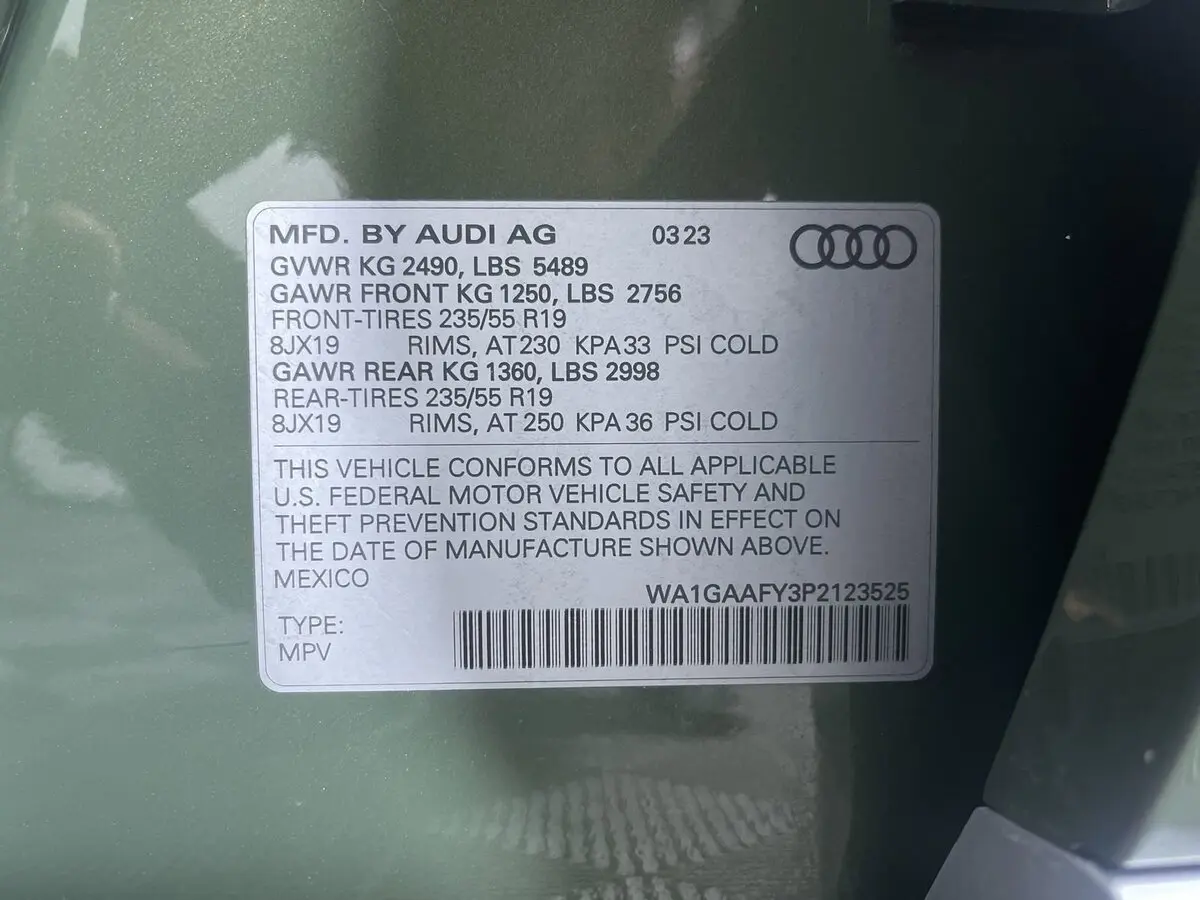 MFD. BY AUDI AG 03 23
GVWR KG 2490, LBS 5489
GAWR FRONT KG 1250, LBS 2756
FRONT-TIRES 235/55 R19
8JX19 RIMS, AT 230 KPA 33 PSI COLD
GAWR REAR KG 1360, LBS 2998
REAR-TIRES 235/55 R19
8JX19 RIMS, AT 250 KPA 36 PSI COLD
THIS VEHICLE CONFORMS TO ALL APPLICABLE
U.S. FEDERAL MOTOR VEHICLE SAFETY AND
THEFT PREVENTION STANDARDS IN EFFECT ON
THE DATE OF MANUFACTURE SHOWN ABOVE.
MEXICO
WA1GAAFY3P2123525
TYPE:
MPV